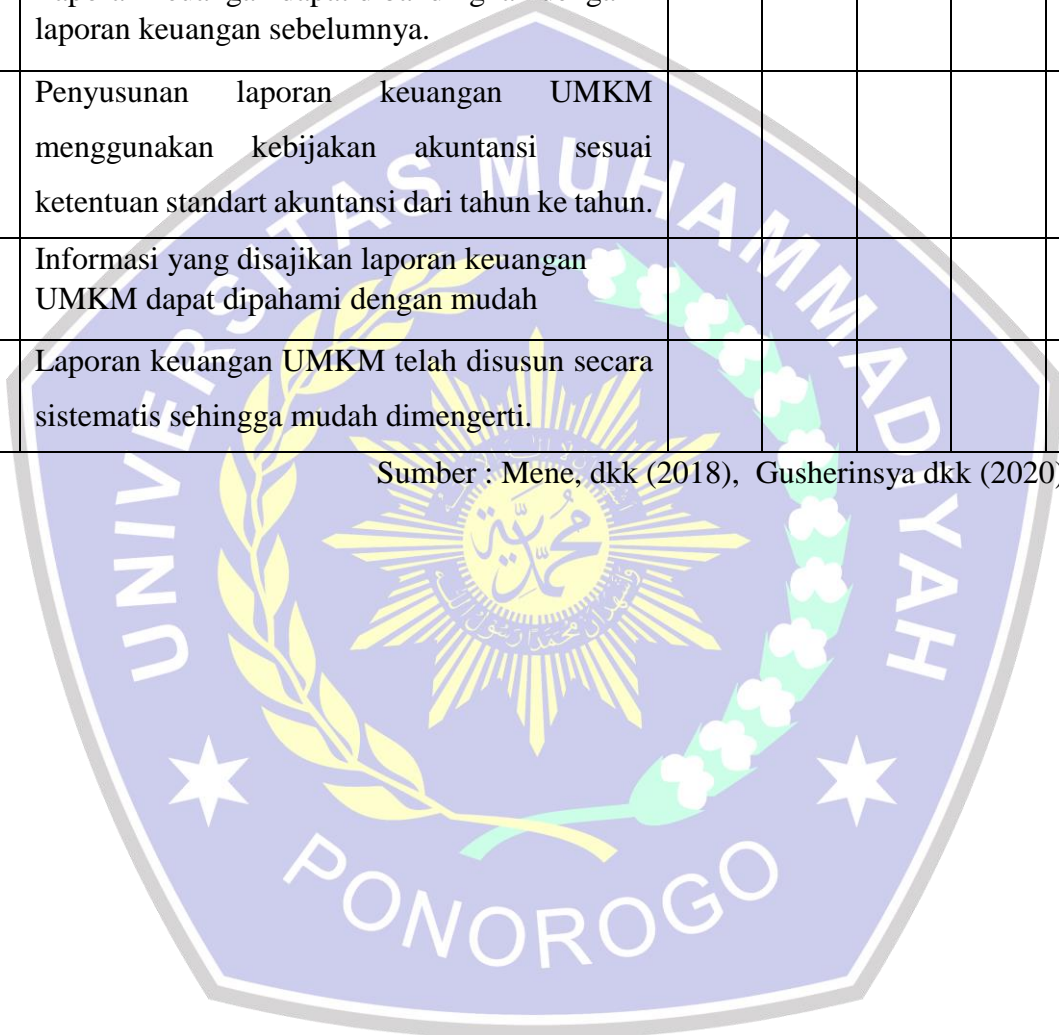 laporan keuangan sebelumnya.
Penyusunan laporan keuangan UMKM
menggunakan kebijakan akuntansi sesuai
ketentuan standart akuntansi dari tahun ke tahun.
Informasi yang disajikan laporan keuangan
UMKM dapat dipahami dengan mudah
Laporan keuangan UMKM telah disusun secara
sistematis sehingga mudah dimengerti.
Sumber : Mene, dkk (2018), Gusherinsya dkk (2020)
UNIVERSITAS MUHAMMADIYAH
محمدية
PONOROGO